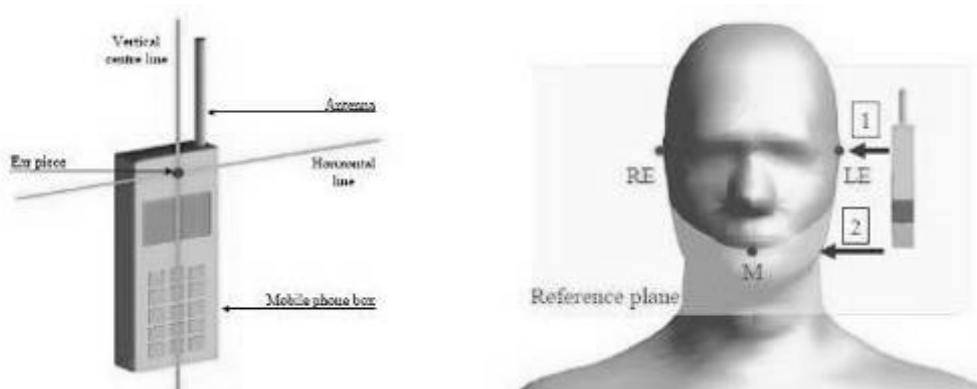 Vertical
centre line
Antenna
Ear piece
Horizontal
line
Mobile phone box
1
RE
LE
2
M
Reference plane